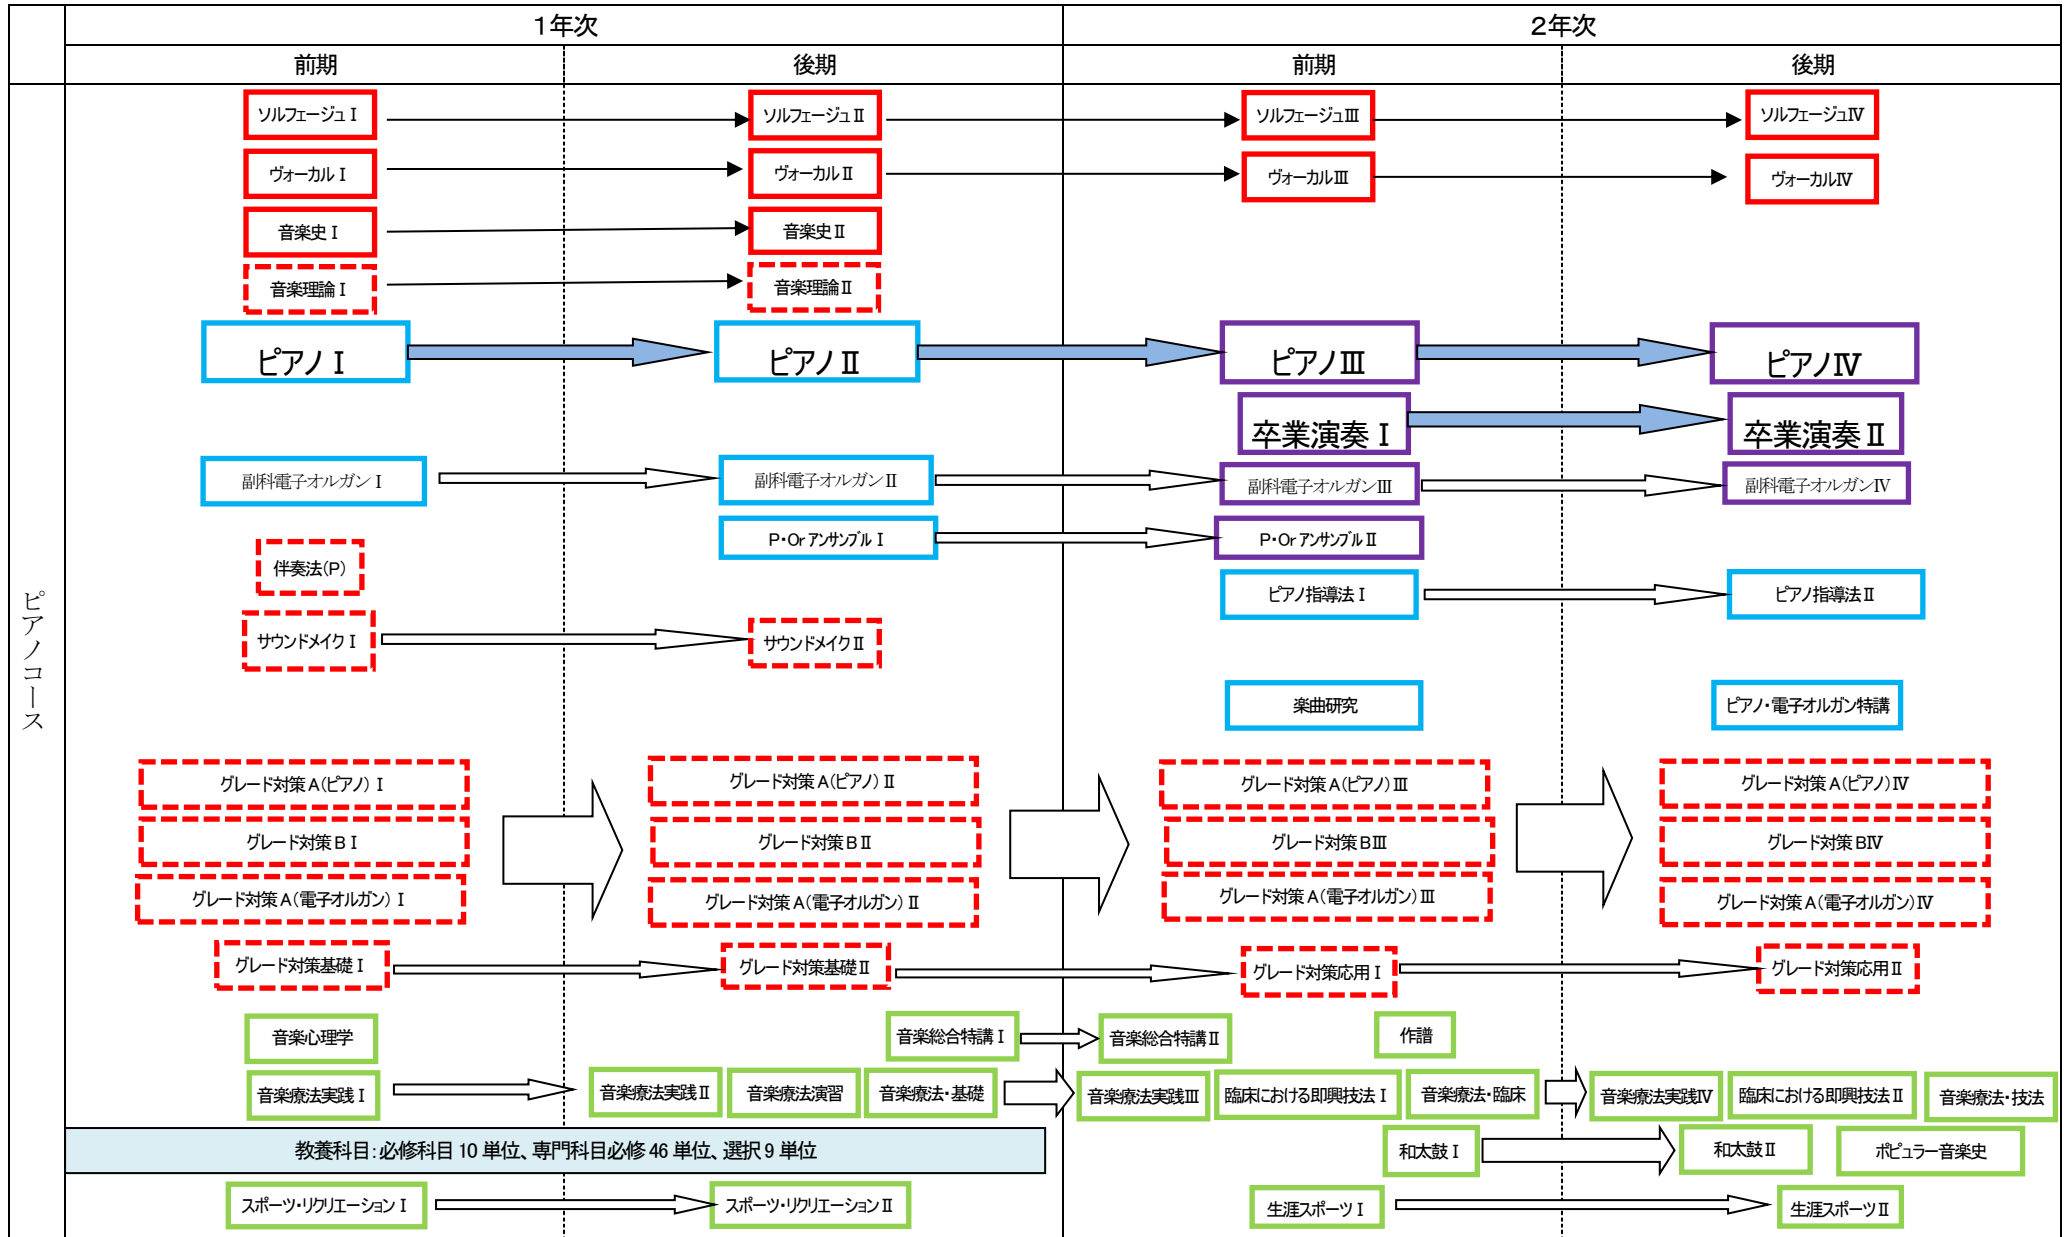 1年次
2年次
前期
後期
前期
後期
ピアノコース
ソルフェージュⅠ
ソルフェージュⅡ
ソルフェージュⅢ
ソルフェージュⅣ
ヴォーカルⅠ
ヴォーカルⅡ
ヴォーカルⅢ
ヴォーカルⅣ
音楽史Ⅰ
音楽史Ⅱ
音楽理論Ⅰ
音楽理論Ⅱ
ピアノⅠ
ピアノⅡ
ピアノⅢ
ピアノⅣ
卒業演奏Ⅰ
卒業演奏Ⅱ
副科電子オルガンⅠ
副科電子オルガンⅡ
副科電子オルガンⅢ
副科電子オルガンⅣ
P・OrアンサンブルⅠ
P・OrアンサンブルⅡ
伴奏法(P)
ピアノ指導法Ⅰ
ピアノ指導法Ⅱ
サウンドメイクⅠ
サウンドメイクⅡ
楽曲研究
ピアノ・電子オルガン特講
グレード対策A(ピアノ)Ⅰ
グレード対策A(ピアノ)Ⅱ
グレード対策A(ピアノ)Ⅲ
グレード対策A(ピアノ)Ⅳ
グレード対策BⅠ
グレード対策BⅡ
グレード対策BⅢ
グレード対策BⅣ
グレード対策A(電子オルガン)Ⅰ
グレード対策A(電子オルガン)Ⅱ
グレード対策A(電子オルガン)Ⅲ
グレード対策A(電子オルガン)Ⅳ
グレード対策基礎Ⅰ
グレード対策基礎Ⅱ
グレード対策応用Ⅰ
グレード対策応用Ⅱ
音楽心理学
音楽総合特講Ⅰ
音楽総合特講Ⅱ
作譜
音楽療法実践Ⅰ
音楽療法実践Ⅱ
音楽療法演習
音楽療法・基礎
音楽療法実践Ⅲ
臨床における即興技法Ⅰ
音楽療法・臨床
音楽療法実践Ⅳ
臨床における即興技法Ⅱ
音楽療法・技法
教養科目:必修科目10単位、専門科目必修46単位、選択9単位
和太鼓Ⅰ
和太鼓Ⅱ
ポピュラー音楽史
スポーツ・リクリエーションⅠ
スポーツ・リクリエーションⅡ
生涯スポーツⅠ
生涯スポーツⅡ